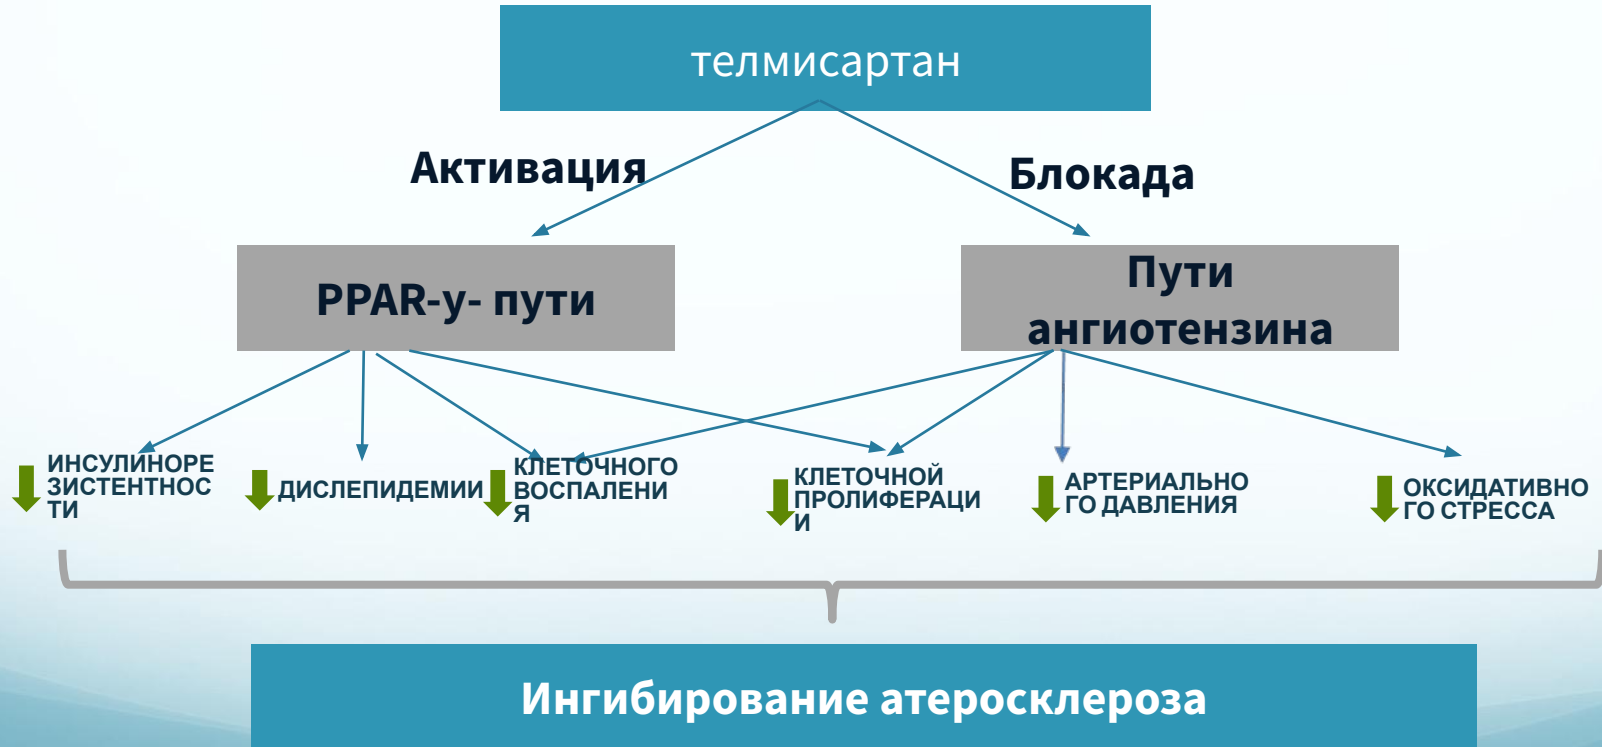 телмисартан
Активация
Блокада
PPAR-y- пути
Пути
ангиотензина
ИНСУЛИНОРЕ
ЗИСТЕНТНОС
ТИ
ДИСЛЕПИДЕМИИ
КЛЕТОЧНОГО
ВОСПАЛЕНИ
Я
КЛЕТОЧНОЙ
ПРОЛИФЕРАЦИ
И
АРТЕРИАЛЬНО
ГО ДАВЛЕНИЯ
ОКСИДАТИВНО
ГО СТРЕССА
Ингибирование атеросклероза